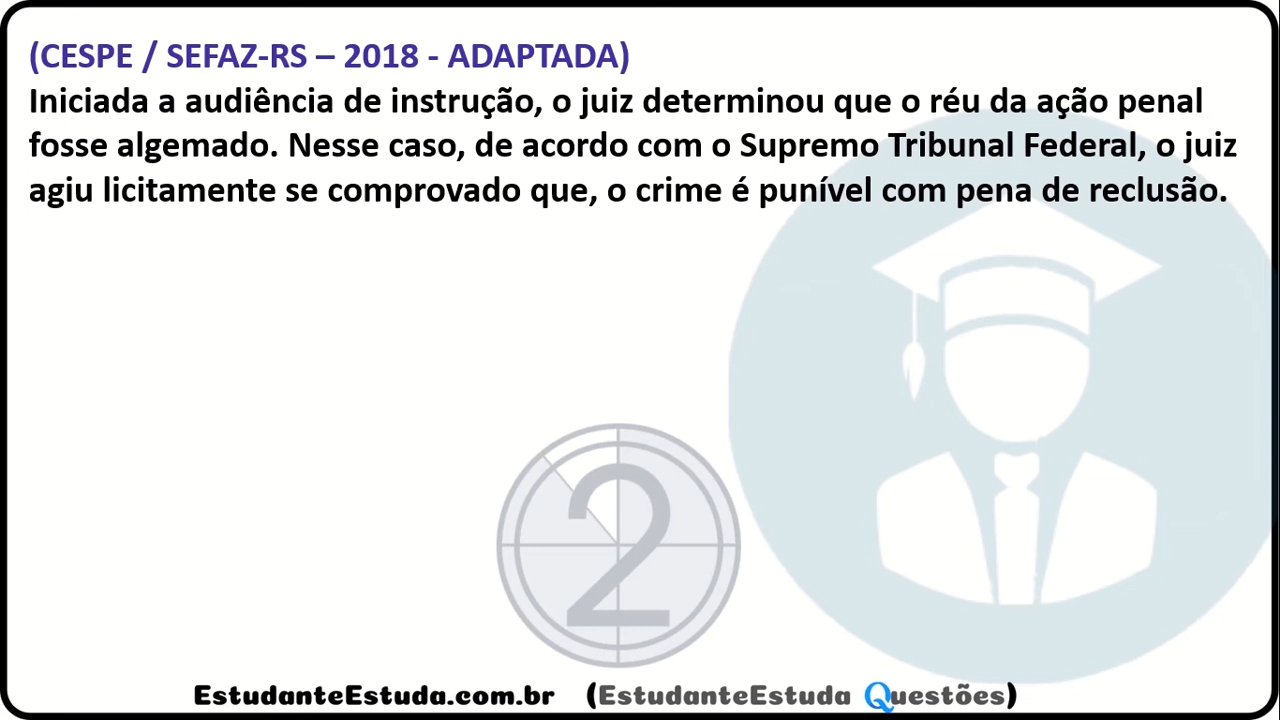 (CESPE / SEFAZ-RS – 2018 - ADAPTADA)
Iniciada a audiência de instrução, o juiz determinou que o réu da ação penal
fosse algemado. Nesse caso, de acordo com o Supremo Tribunal Federal, o juiz
agiu licitamente se comprovado que, o crime é punível com pena de reclusão.
2
EstudanteEstuda.com.br (EstudanteEstuda Questões)